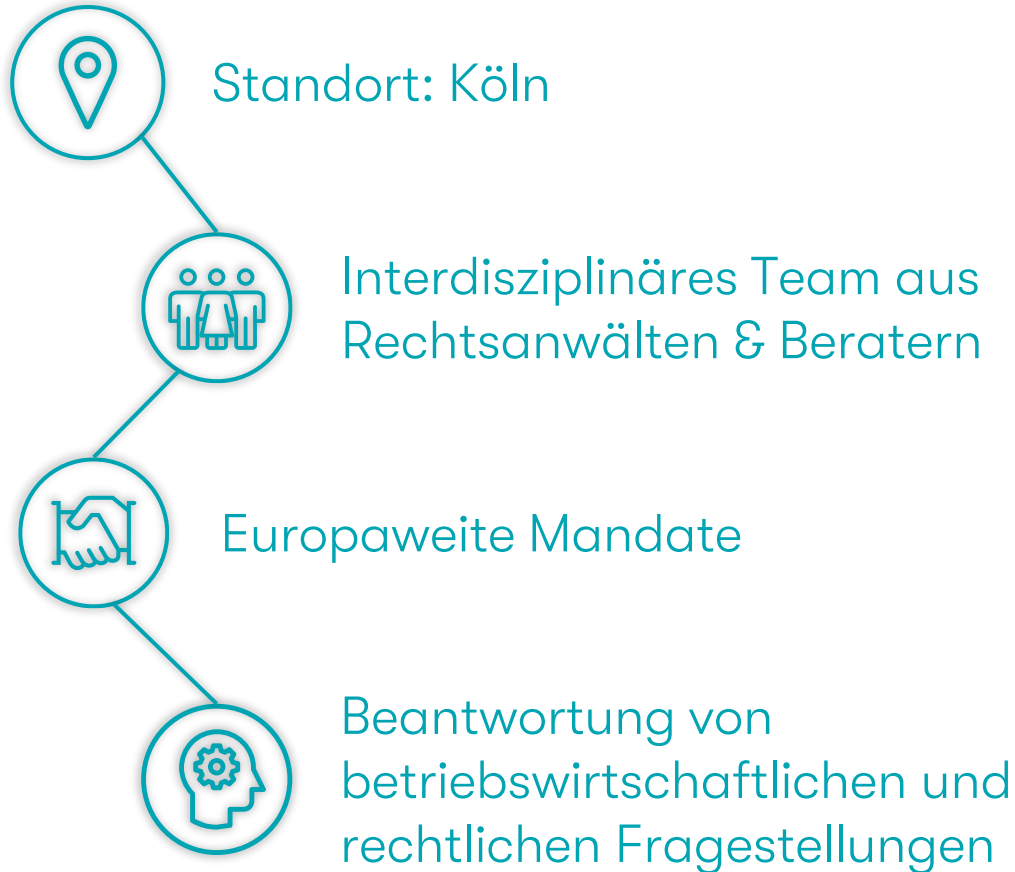 Standort: Köln
Interdisziplinäres Team aus
Rechtsanwälten & Beratern
Europaweite Mandate
Beantwortung von
betriebswirtschaftlichen und
rechtlichen Fragestellungen